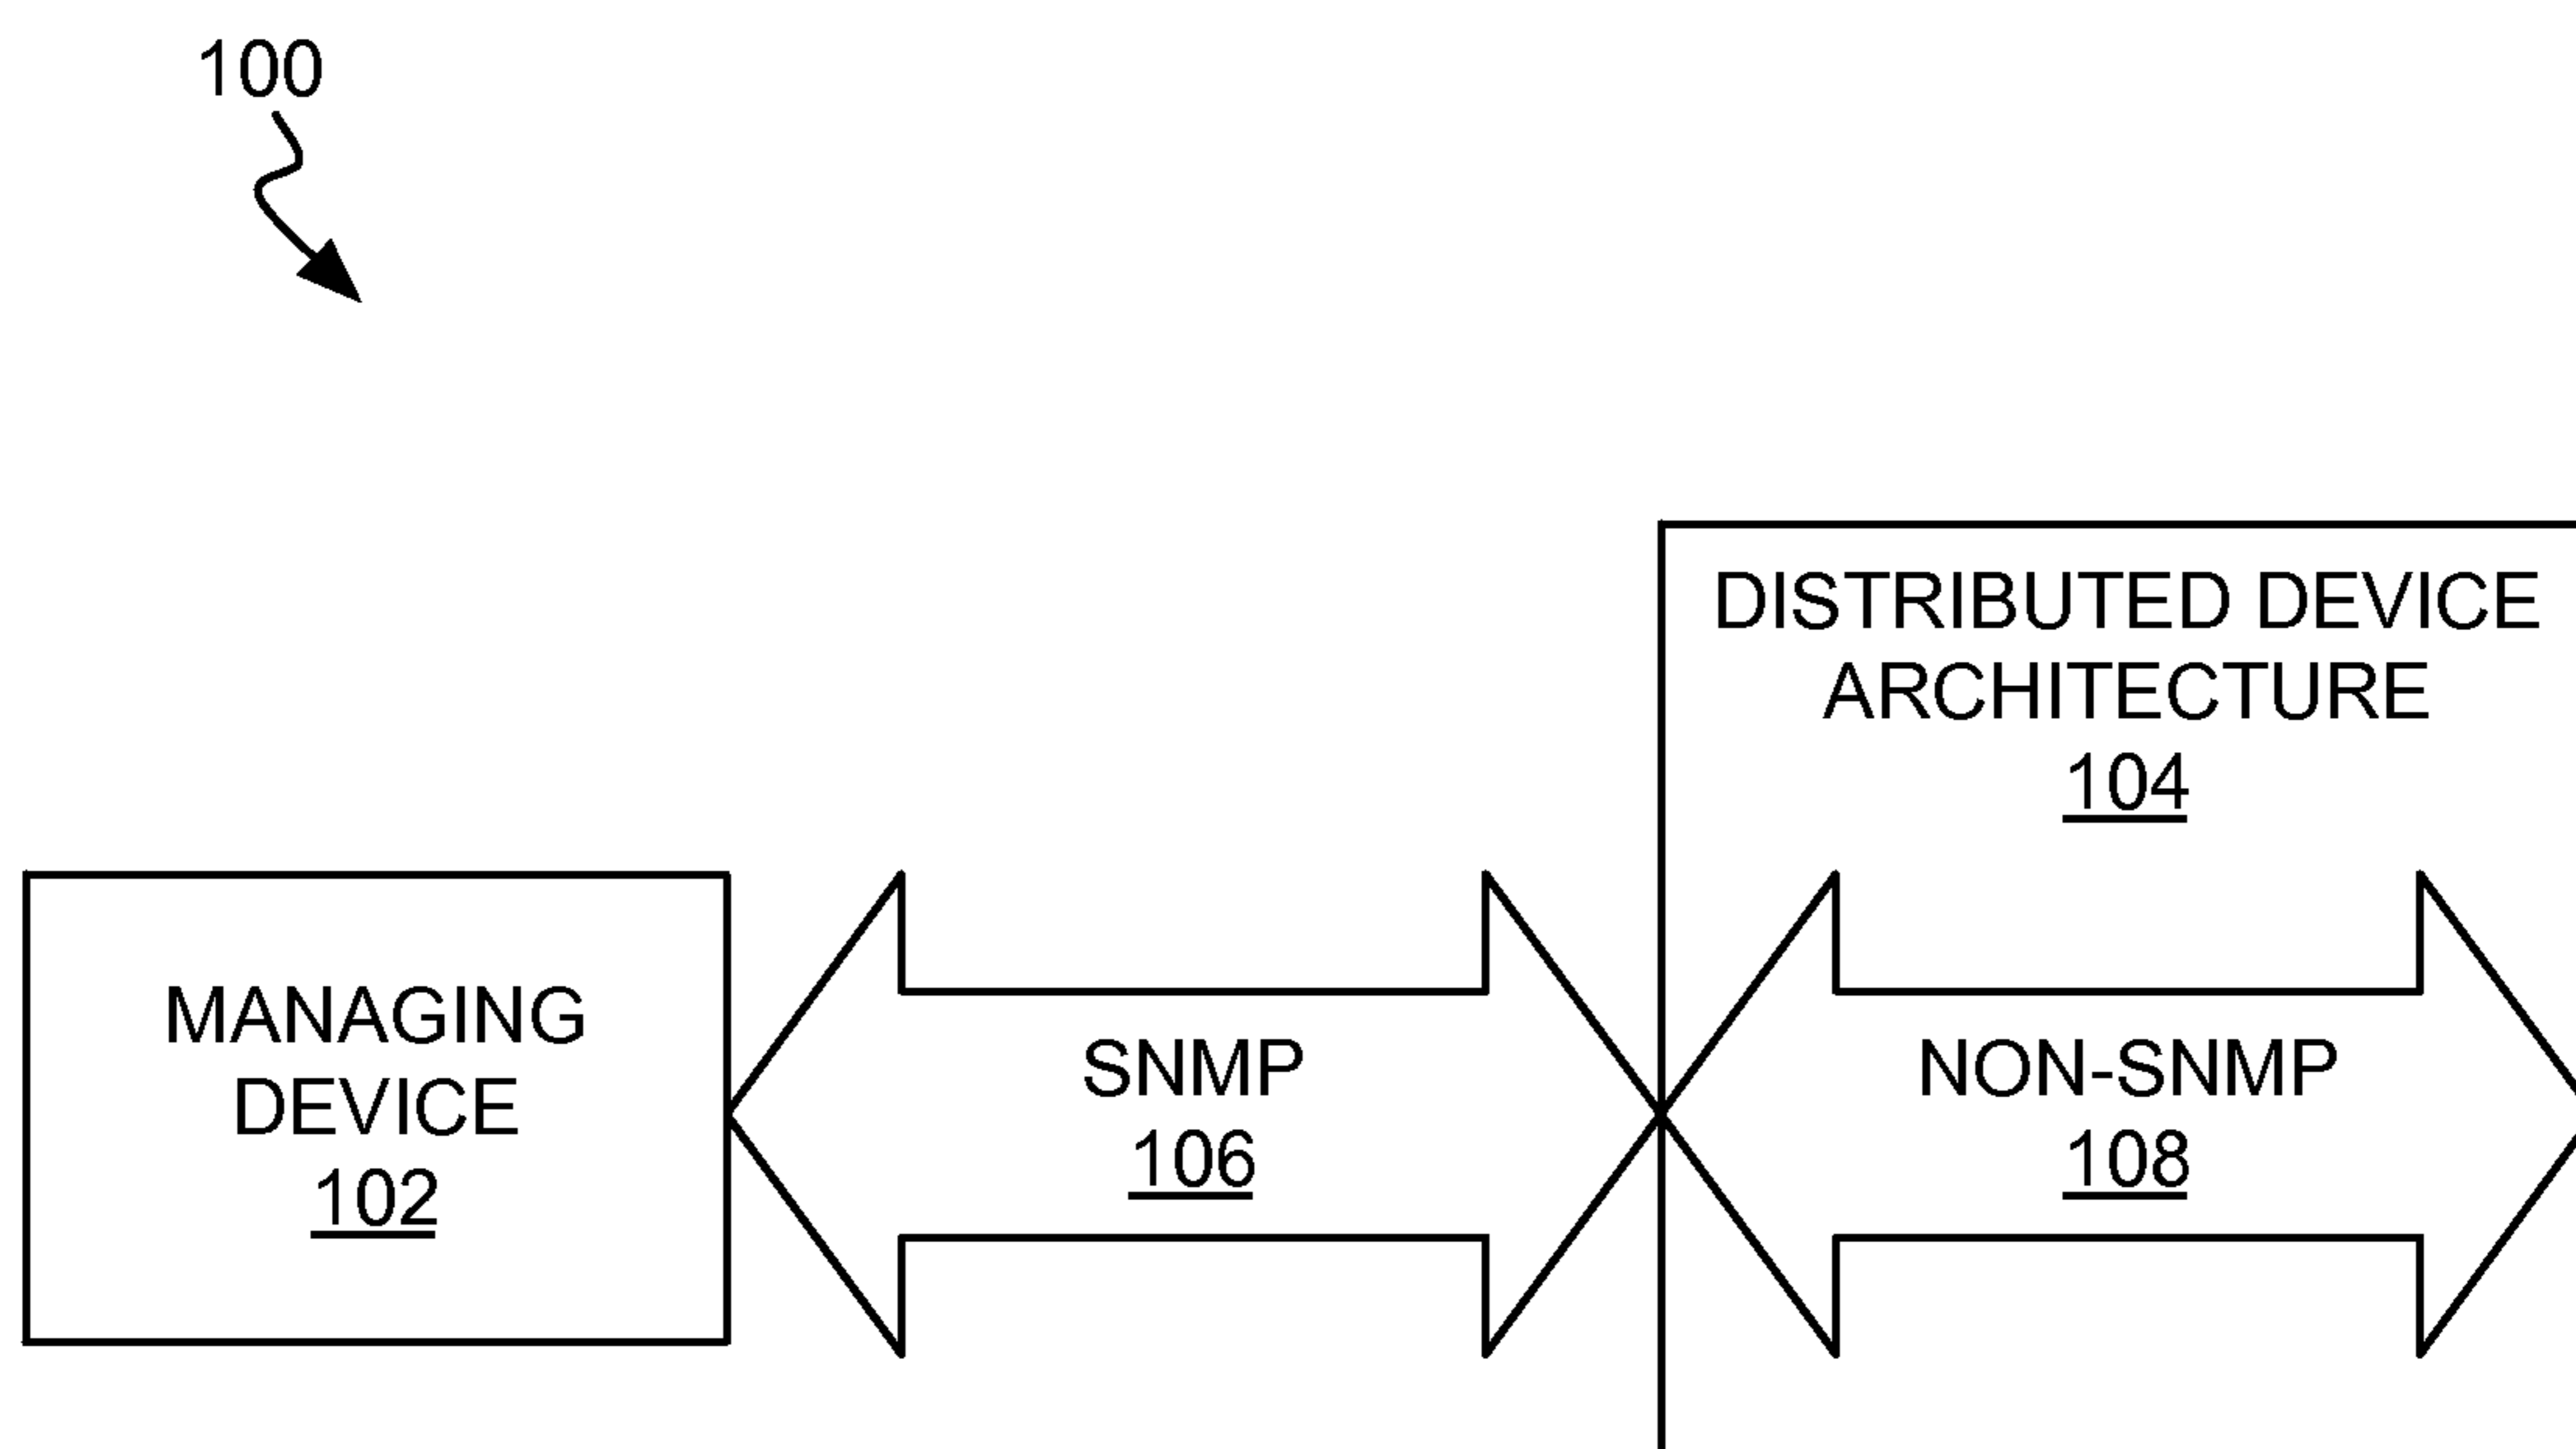 100
DISTRIBUTED DEVICE
ARCHITECTURE
104
MANAGING
DEVICE
102
SNMP
106
NON-SNMP
108